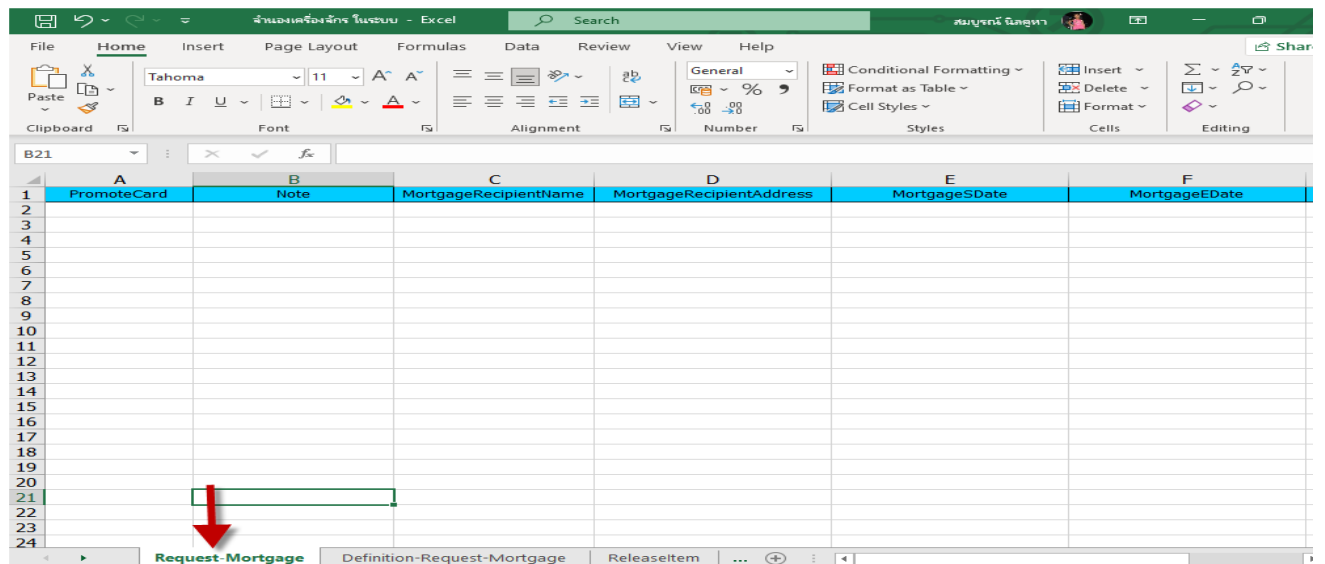 จำนองเครื่องจักร ในระบบ - Excel Search สมบูรณ์ นิลคูหา
File Home Insert Page Layout Formulas Data Review View Help Shar
Paste Tahoma 11 A A ab General Conditional Formatting Insert
B I U A % 9 Format as Table Delete
.00 .00 Cell Styles Format
Clipboard Font Alignment Number Styles Cells Editing
B21 fx
A B C D E F
1 PromoteCard Note MortgageRecipientName MortgageRecipientAddress MortgageSDate MortgageEDate
2
3
4
5
6
7
8
9
10
11
12
13
14
15
16
17
18
19
20
21
22
23
24
Request-Mortgage Definition-Request-Mortgage ReleaseItem ...